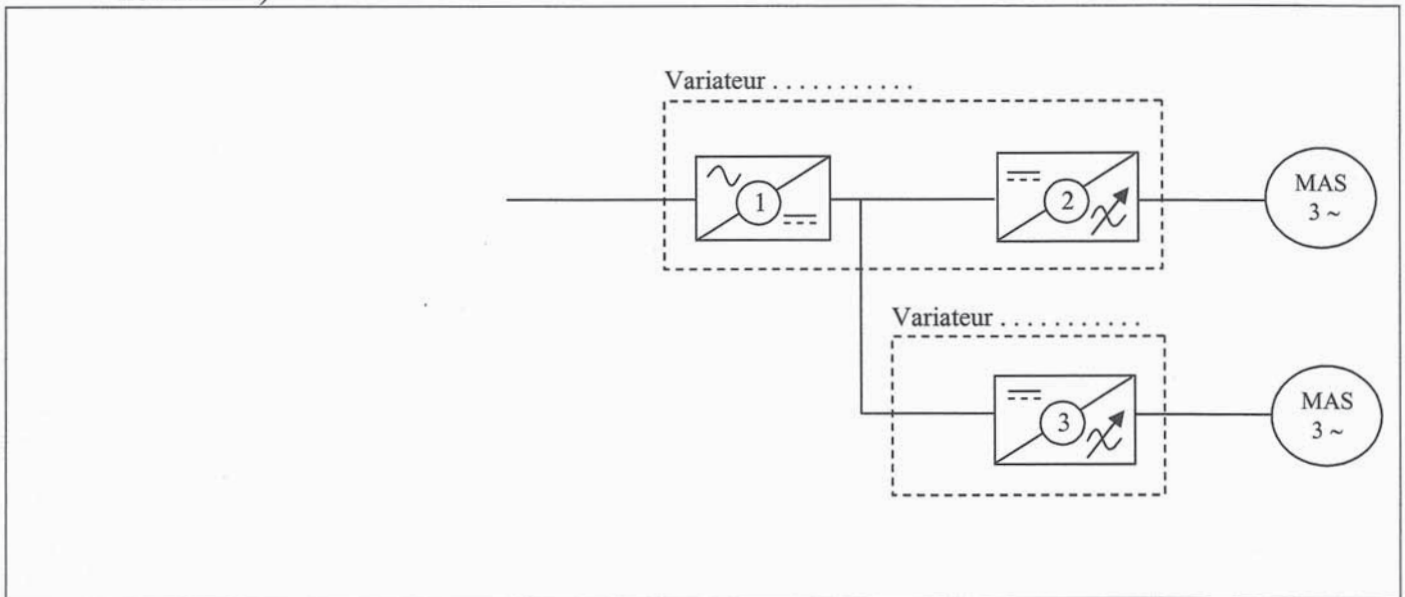 Variateur . . . . . . . . . . .
1
2
MAS
3 ~
Variateur . . . . . . . . . . .
3
MAS
3 ~